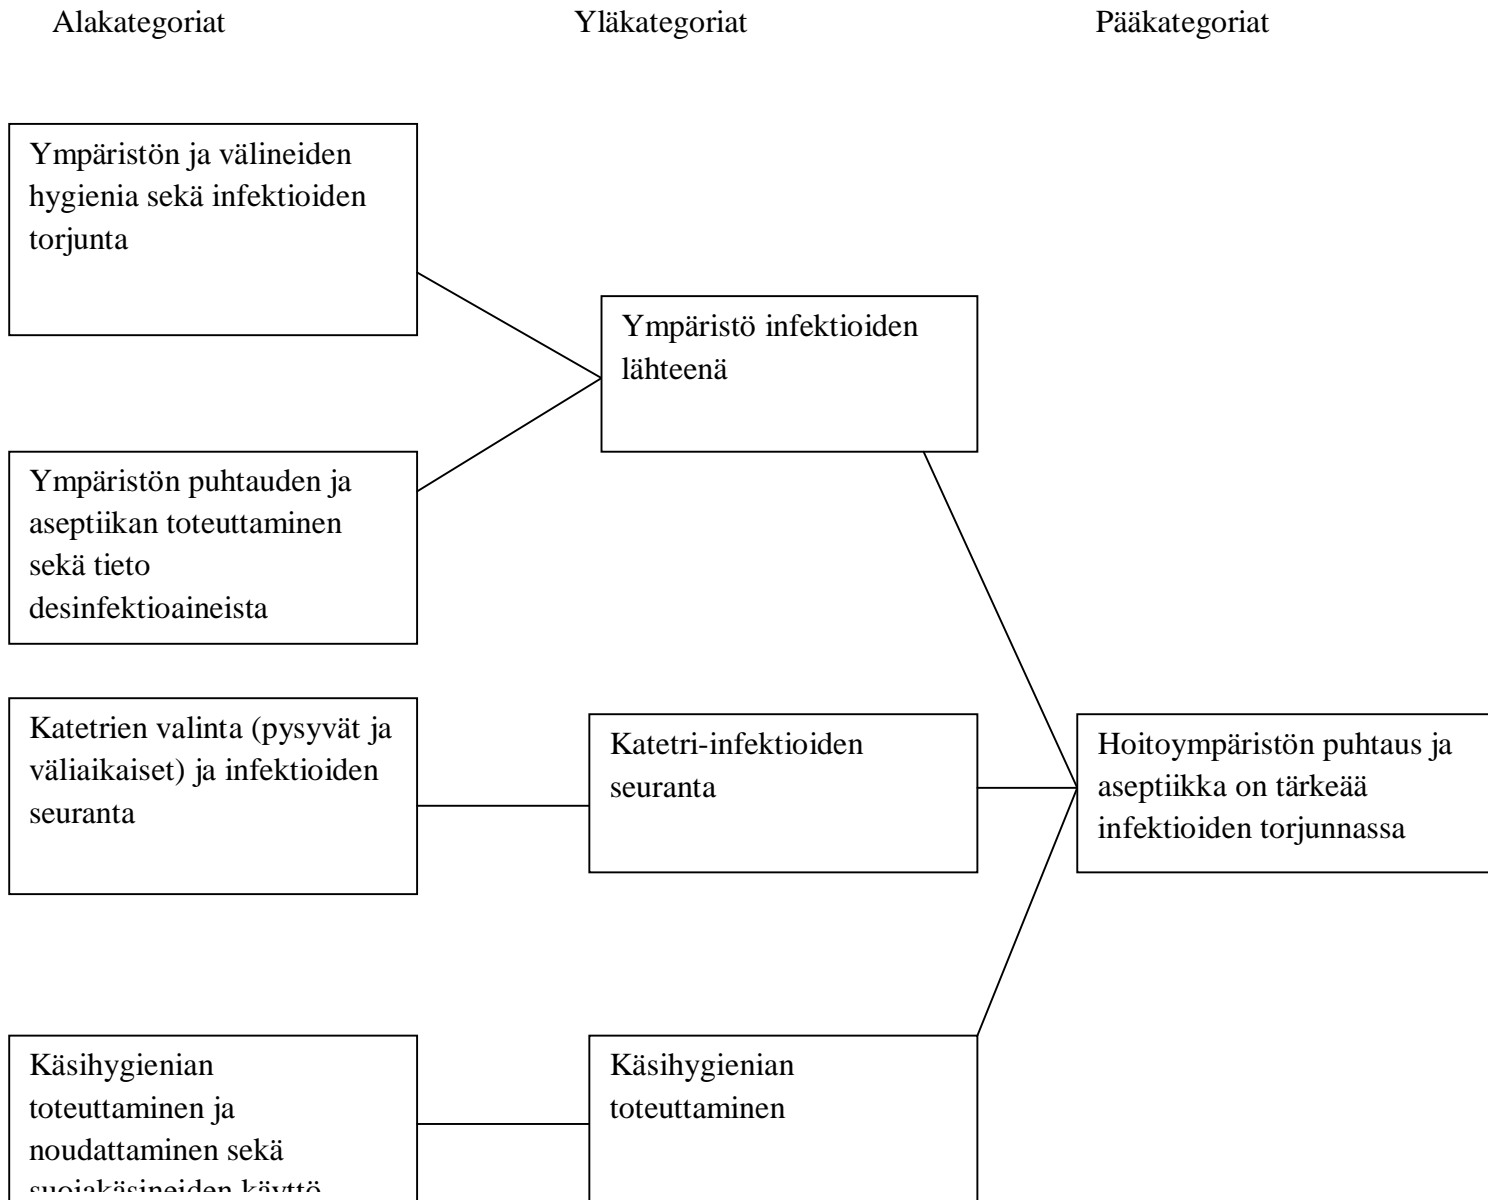 Alakategoriat
Yläkategoriat
Pääkategoriat
Ympäristön ja välineiden
hygienia sekä infektioiden
torjunta
Ympäristö infektioiden
lähteenä
Ympäristön puhtauden ja
aseptiikan toteuttaminen
sekä tieto
desinfektioaineista
Katetrien valinta (pysyvät ja
väliaikaiset) ja infektioiden
seuranta
Katetri-infektioiden
seuranta
Hoitoympäristön puhtaus ja
aseptiikka on tärkeää
infektioiden torjunnassa
Käsihygienian
toteuttaminen ja
noudattaminen sekä
suojakäsineiden käyttö
Käsihygienian
toteuttaminen